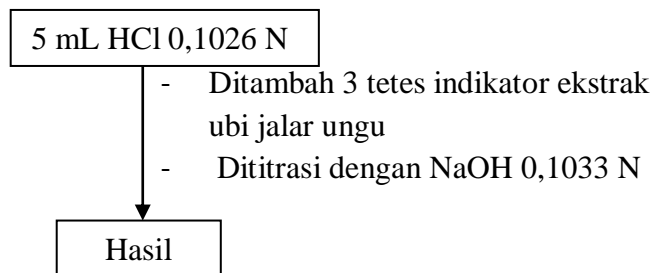 5 mL HCl 0,1026 N
- Ditambah 3 tetes indikator ekstrak
ubi jalar ungu
- Dititrasi dengan NaOH 0,1033 N
Hasil